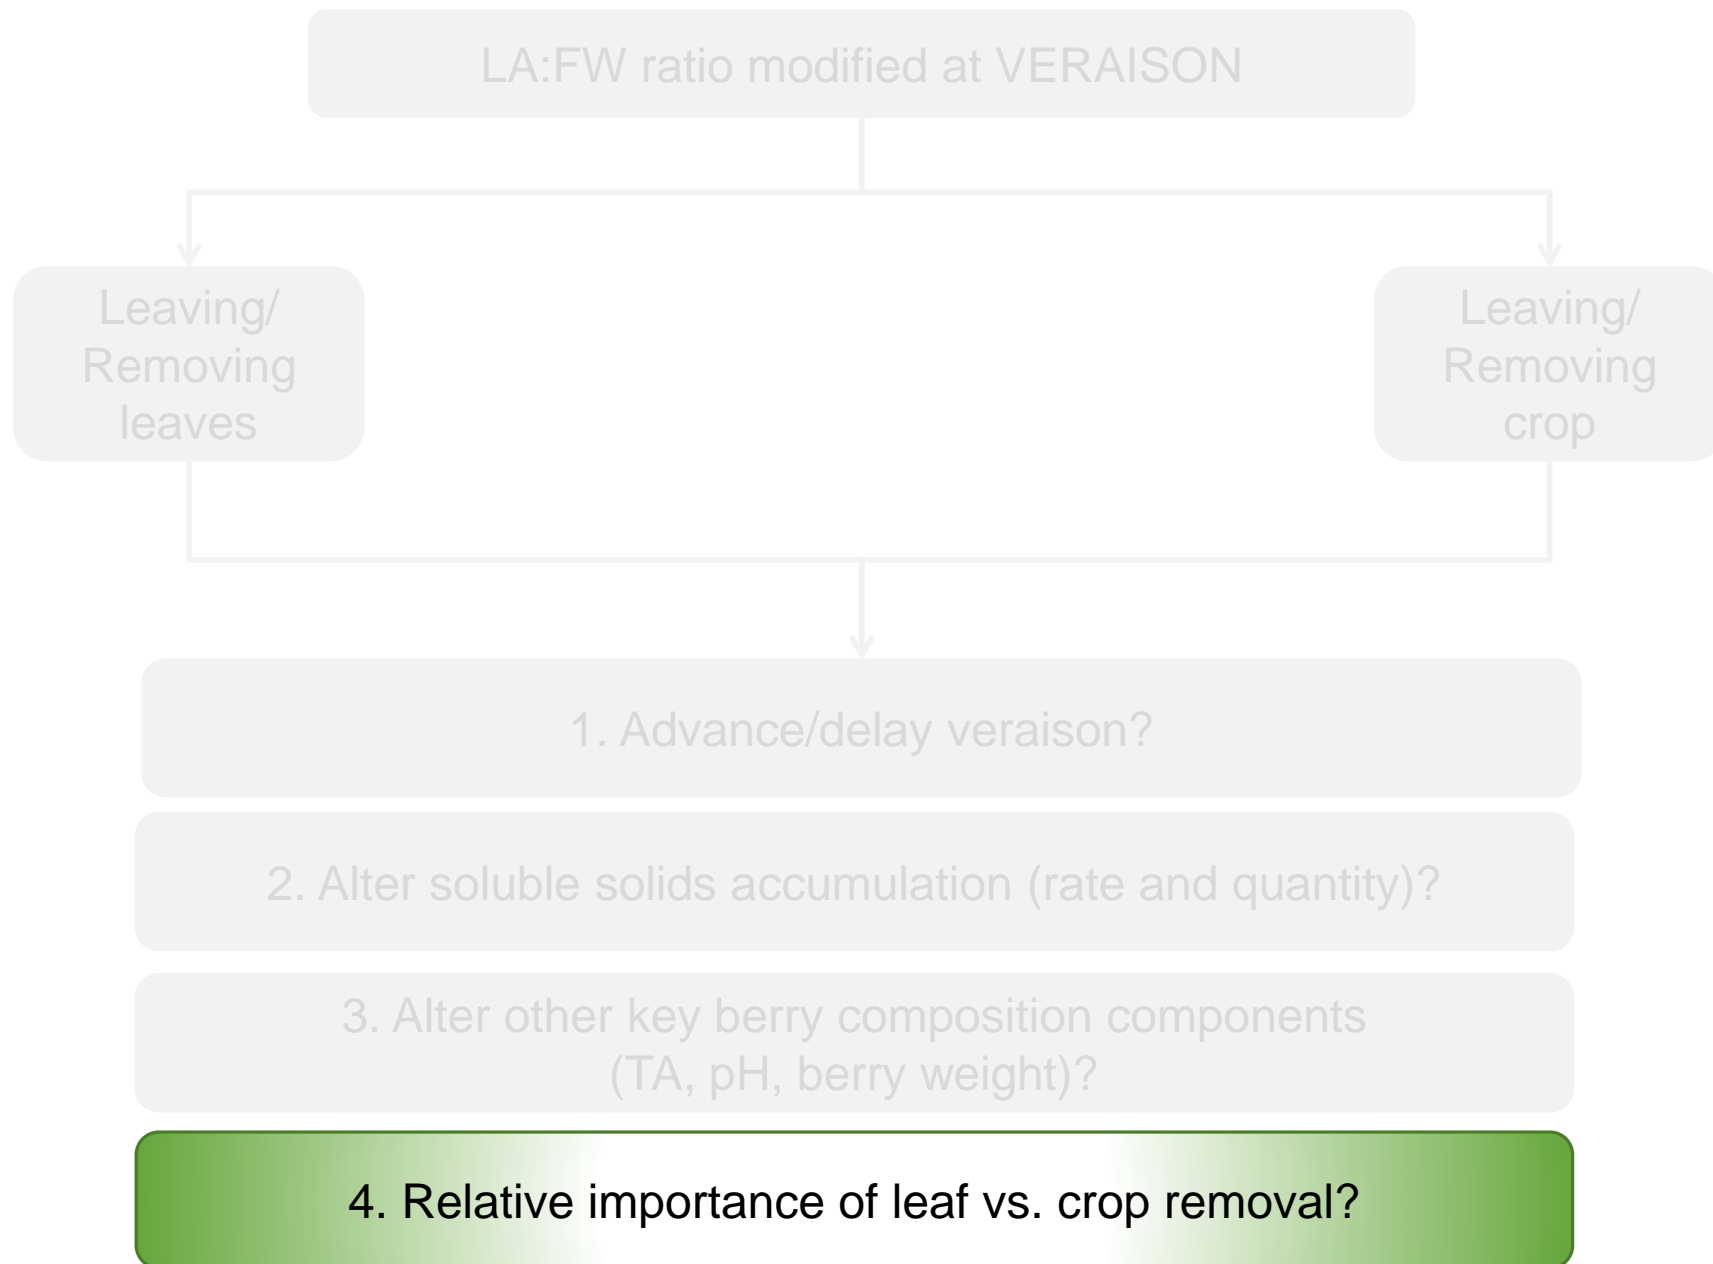 LA:FW ratio modified at VERAISON
Leaving/
Removing
leaves
Leaving/
Removing
crop
1. Advance/delay veraison?
2. Alter soluble solids accumulation (rate and quantity)?
3. Alter other key berry composition components
(TA, pH, berry weight)?
4. Relative importance of leaf vs. crop removal?